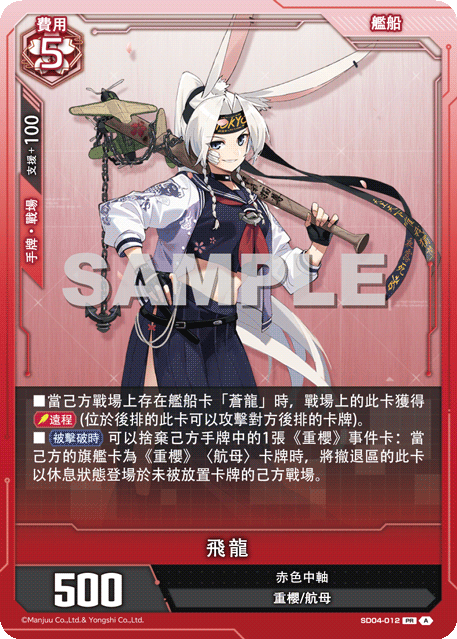 費用
5
艦船
支援+100
手牌・戰場
TOKYO
SAMPLE
■當己方戰場上存在艦船卡「蒼龍」時，戰場上的此卡獲得
遠程 (位於後排的此卡可以攻擊對方後排的卡牌)。
■ 被擊破時 可以捨棄己方手牌中的1張《重櫻》事件卡：當
己方的旗艦卡為《重櫻》〈航母〉卡牌時，將撤退區的此卡
以休息狀態登場於未被放置卡牌的己方戰場。
飛龍
500
赤色中軸
重櫻/航母
©Manjuu Co.,Ltd.& Yongshi Co.,Ltd.
SD04-012 PR A